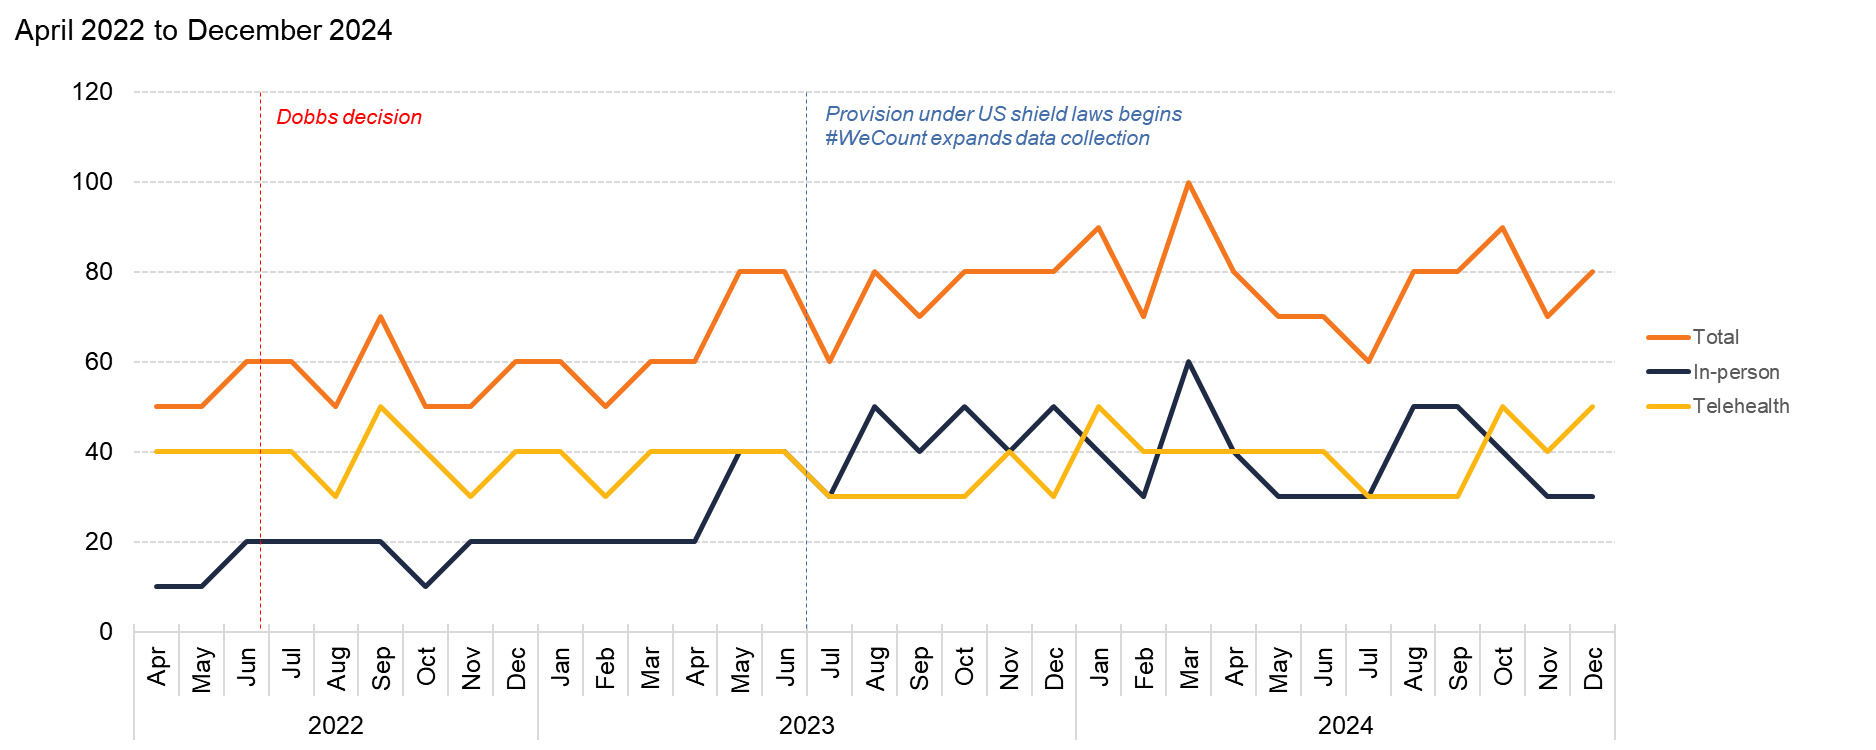 April 2022 to December 2024
120
Dobbs decision
Provision under US shield laws begins
#WeCount expands data collection
100
80
60
Total
In-person
40
Telehealth
20
0
Apr May Jun Jul Aug Sep Oct Nov Dec Jan Feb Mar Apr May Jun Jul Aug Sep Oct Nov Dec Jan Feb Mar Apr May Jun Jul Aug Sep Oct Nov Dec
2022 2023 2024